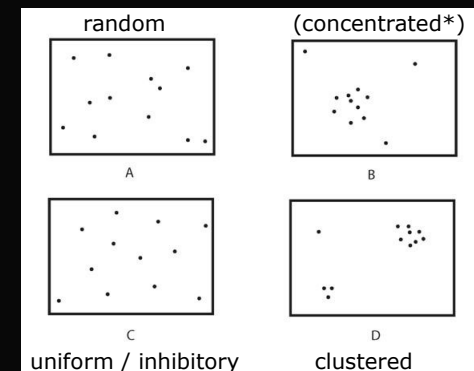 random (concentrated*)
A B
C D
uniform / inhibitory clustered